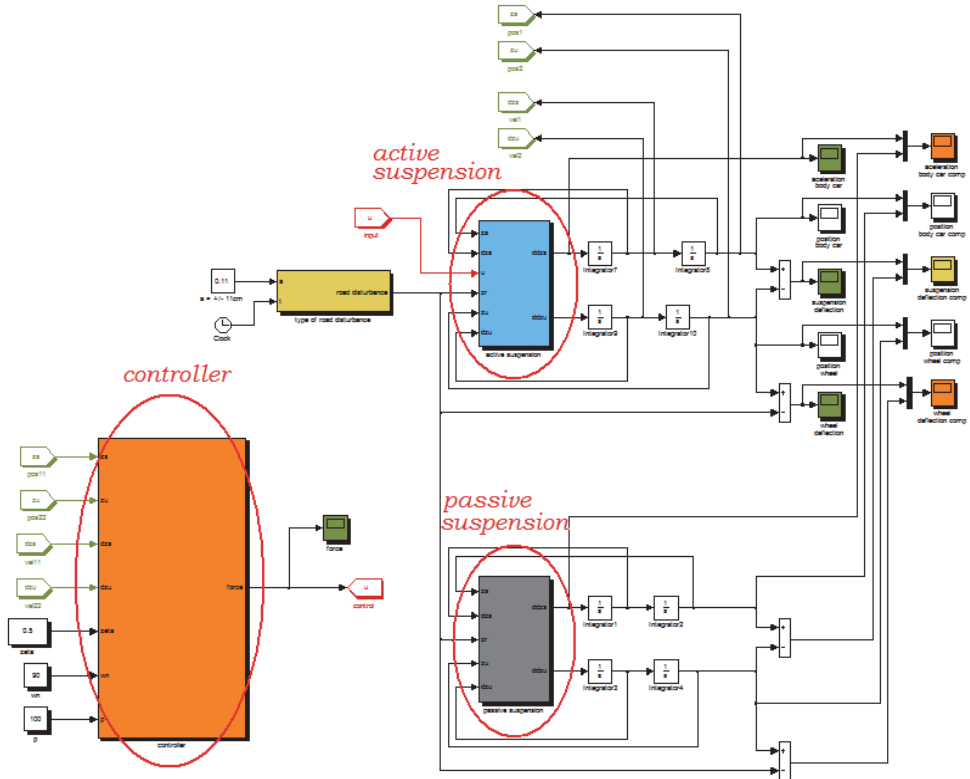 zs
pos1
zu
pos2
dzs
vel1
dzu
vel2
active
suspension
u
input
0.11
a = +/- 11cm
Clock
a
t
road disturbance
type of road disturbance
zs
dzs
u
zr
zu
dzu
ddzs
ddzu
active suspension
1
s
Integrator7
1
s
Integrator8
1
s
Integrator9
1
s
Integrator10
acceleration
body car
position
body car
+
-
suspension
deflection
position
wheel
+
-
wheel
deflection
acceleration
body car comp
position
body car comp
suspension
deflection comp
position
wheel comp
wheel
deflection comp
controller
zs
pos11
zu
pos22
dzs
vel11
dzu
vel22
0.5
zeta
90
wn
100
p
zs
zu
dzs
dzu
zeta
wn
p
force
controller
force
u
control
passive
suspension
zs
dzs
zr
zu
dzu
ddzs
ddzu
passive suspension
1
s
Integrator1
1
s
Integrator2
1
s
Integrator3
1
s
Integrator4
+
-
+
-